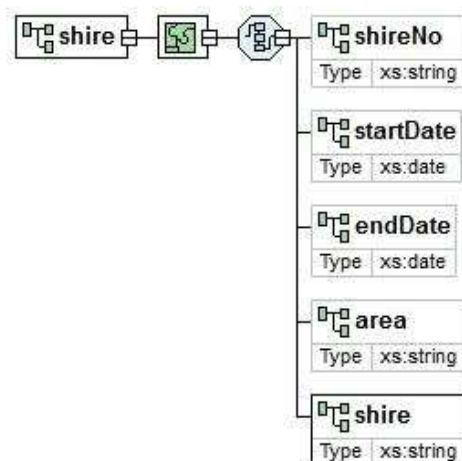 shire
shireNo
Type xs:string
startDate
Type xs:date
endDate
Type xs:date
area
Type xs:string
shire
Type xs:string